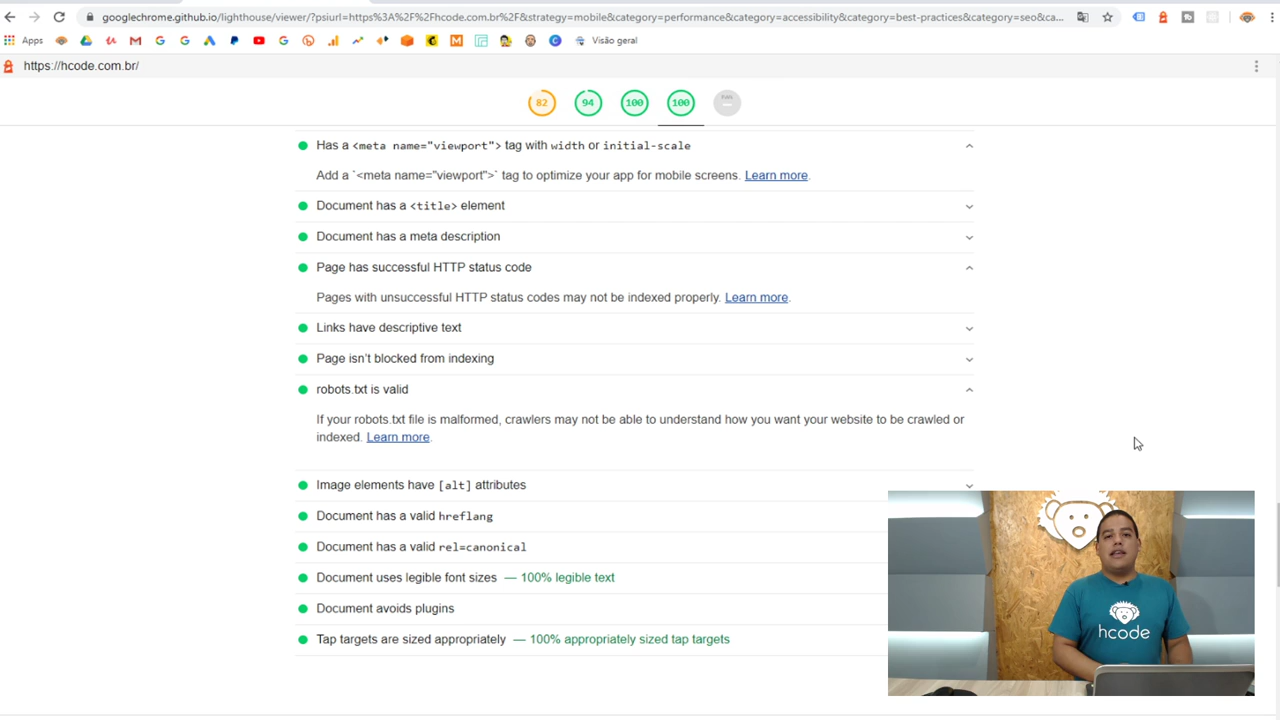 googlechrome.github.io/lighthouse/viewer/?psiurl=https%3A%2F%2Fhcode.com.br%2F&strategy=mobile&category=performance&category=accessibility&category=best-practices&category=seo&ca...
Apps
Visão geral
https://hcode.com.br/
82 94 100 100
Has a <meta name="viewport"> tag with width or initial-scale
Add a `<meta name="viewport">` tag to optimize your app for mobile screens. Learn more.
Document has a <title> element
Document has a meta description
Page has successful HTTP status code
Pages with unsuccessful HTTP status codes may not be indexed properly. Learn more.
Links have descriptive text
Page isn't blocked from indexing
robots.txt is valid
If your robots.txt file is malformed, crawlers may not be able to understand how you want your website to be crawled or
indexed. Learn more.
Image elements have [alt] attributes
Document has a valid hreflang
Document has a valid rel=canonical
Document uses legible font sizes — 100% legible text
Document avoids plugins
Tap targets are sized appropriately — 100% appropriately sized tap targets
hcode